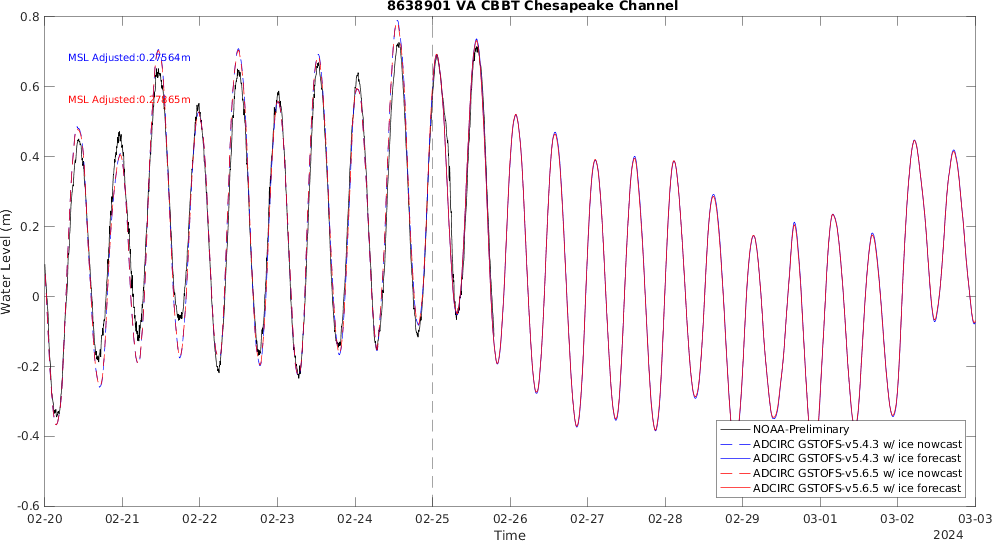 8638901 VA CBBT Chesapeake Channel
MSL Adjusted:0.27564m
MSL Adjusted:0.27865m
Water Level (m)
0.8
0.6
0.4
0.2
0
-0.2
-0.4
-0.6
NOAA-Preliminary
ADCIRC GSTOFS-v5.4.3 w/ ice nowcast
ADCIRC GSTOFS-v5.4.3 w/ ice forecast
ADCIRC GSTOFS-v5.6.5 w/ ice nowcast
ADCIRC GSTOFS-v5.6.5 w/ ice forecast
02-20 02-21 02-22 02-23 02-24 02-25 02-26 02-27 02-28 02-29 03-01 03-02 03-03
Time
2024